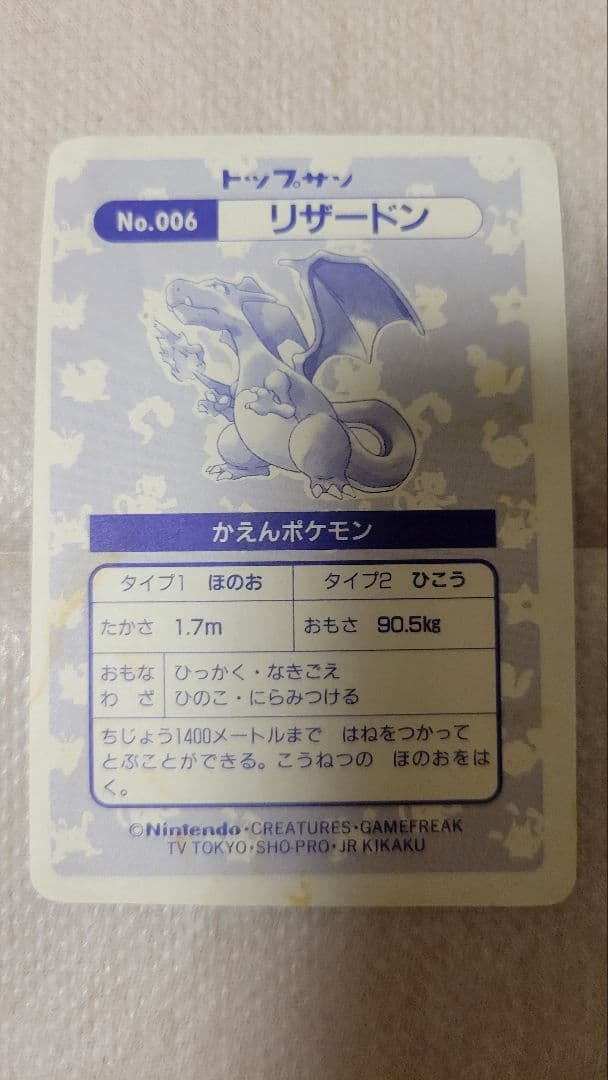 トップサン
No.006 リザードン
かえんポケモン
タイプ1 ほのお タイプ2 ひこう
たかさ 1.7m おもさ 90.5kg
おもな ひっかく・なきごえ
わ ざ ひのこ・にらみつける
ちじょう1400メートルまで はねをつかって
とぶことができる。こうねつの ほのおをは
く。
©Nintendo・CREATURES・GAMEFREAK
TV TOKYO・SHO-PRO・JR KIKAKU